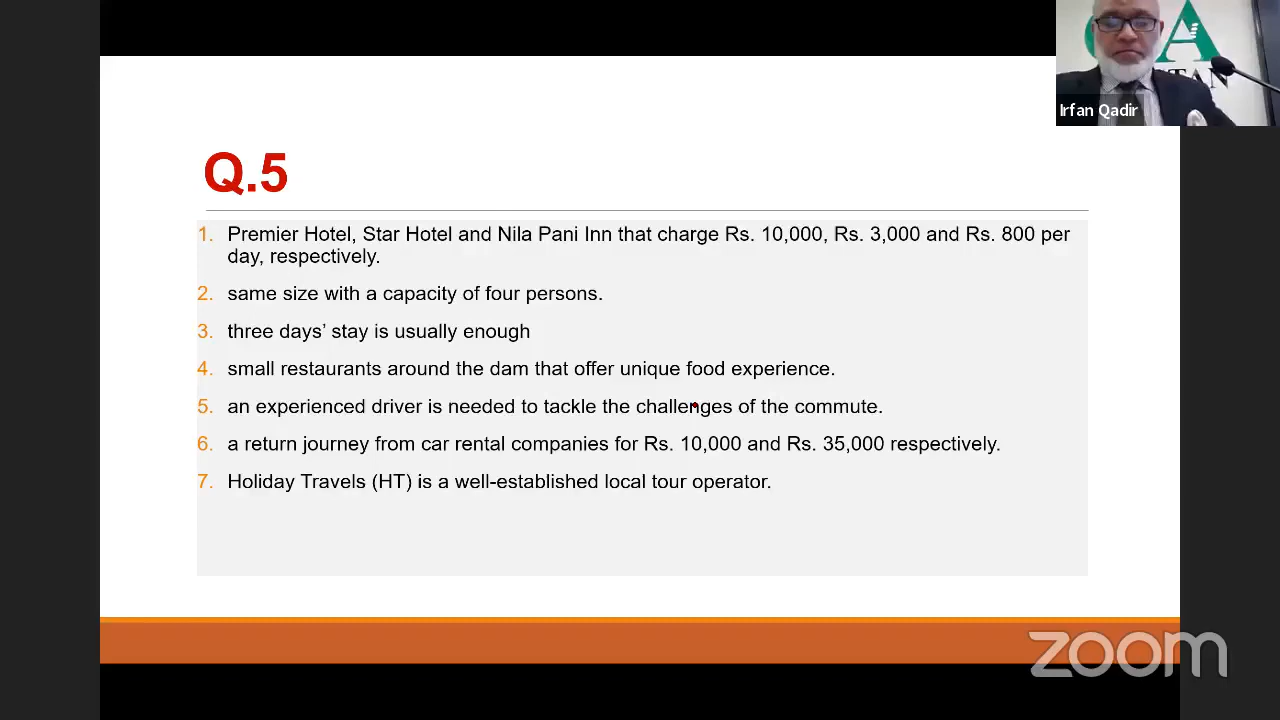 Irfan Qadir
Q.5
1. Premier Hotel, Star Hotel and Nila Pani Inn that charge Rs. 10,000, Rs. 3,000 and Rs. 800 per
day, respectively.
2. same size with a capacity of four persons.
3. three days’ stay is usually enough
4. small restaurants around the dam that offer unique food experience.
5. an experienced driver is needed to tackle the challenges of the commute.
6. a return journey from car rental companies for Rs. 10,000 and Rs. 35,000 respectively.
7. Holiday Travels (HT) is a well-established local tour operator.
zoom